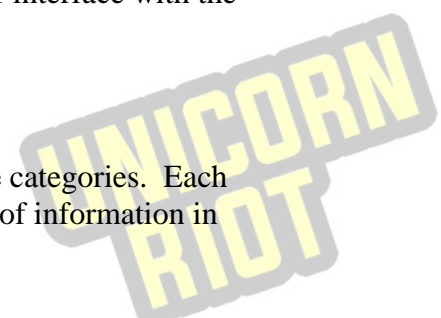 interface with the
UNICORN
RIOT
categories. Each
of information in